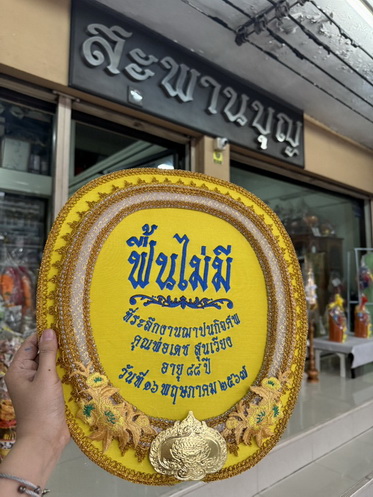 สะพานบุญ
ฟื้นไม่มี
ที่ระลึกงานฌาปนกิจศพ
คุณพ่อเดช สุนเวียง
อายุ ๘๘ ปี
วันที่ ๑๖ พฤษภาคม ๒๕๖๗